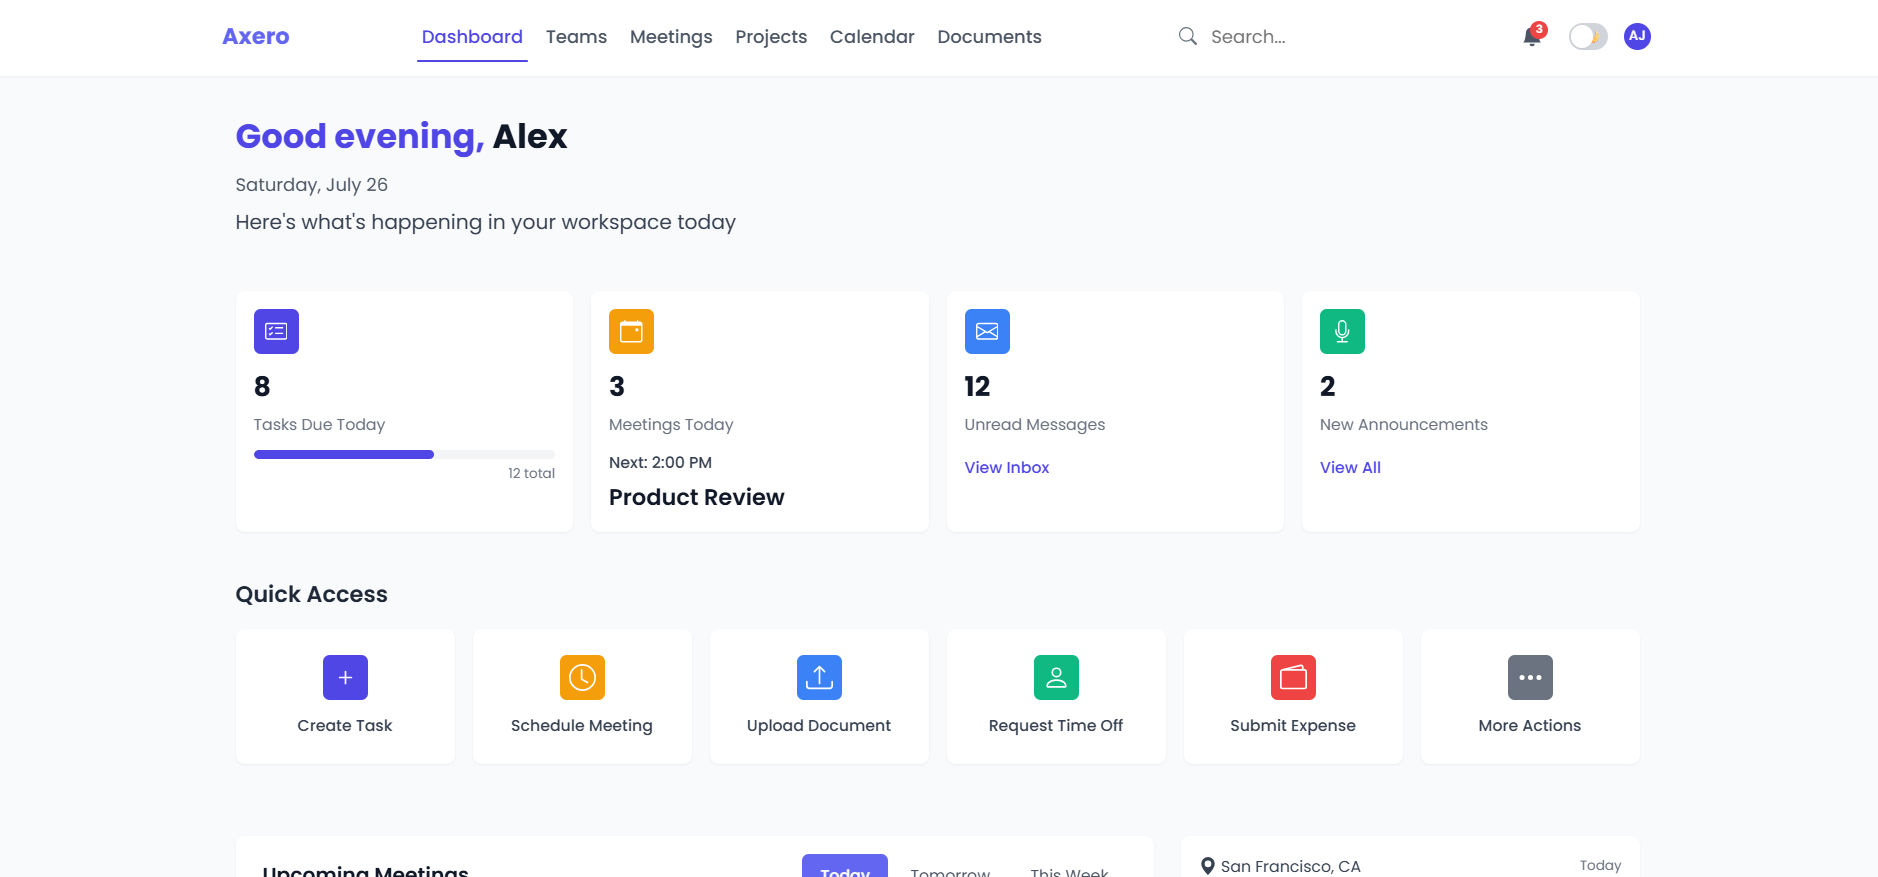 Axero
Dashboard Teams Meetings Projects Calendar Documents
Search...
3
AJ
Good evening, Alex
Saturday, July 26
Here's what's happening in your workspace today
8
Tasks Due Today
12 total
3
Meetings Today
Next: 2:00 PM
Product Review
12
Unread Messages
View Inbox
2
New Announcements
View All
Quick Access
Create Task
Schedule Meeting
Upload Document
Request Time Off
Submit Expense
More Actions
Upcoming Meetings
Today Tomorrow This Week
San Francisco, CA
Today